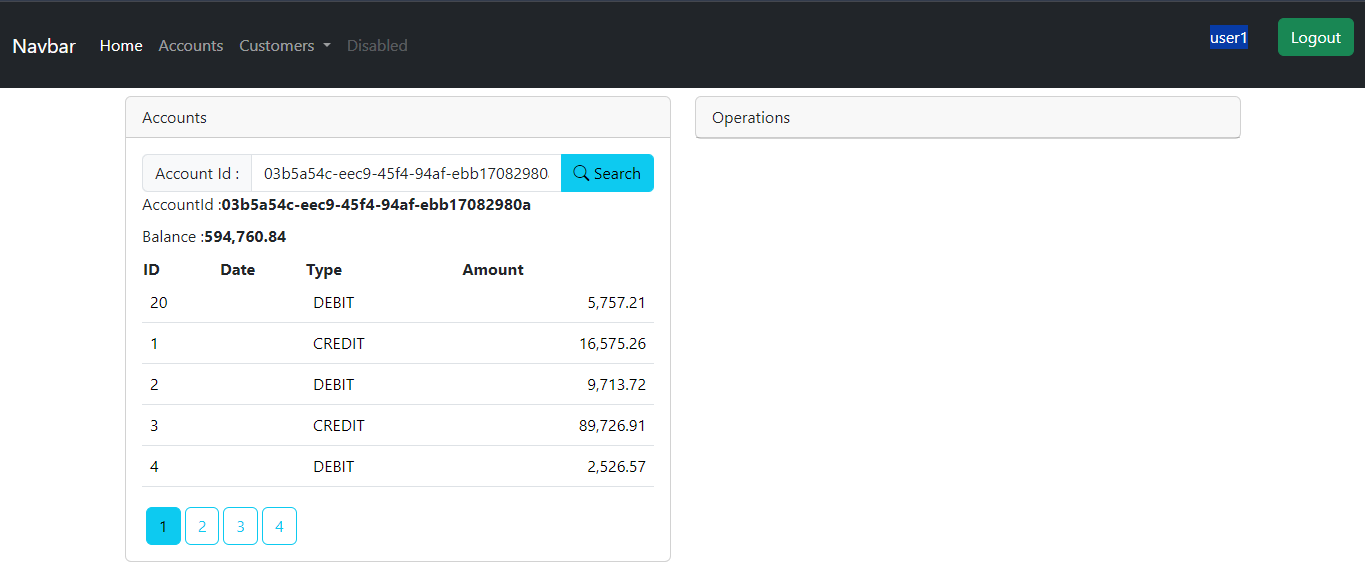 Navbar Home Accounts Customers Disabled user1 Logout
Accounts
Account Id : 03b5a54c-eec9-45f4-94af-ebb17082980 Search
AccountId :03b5a54c-eec9-45f4-94af-ebb17082980a
Balance :594,760.84
ID Date Type Amount
20 DEBIT 5,757.21
1 CREDIT 16,575.26
2 DEBIT 9,713.72
3 CREDIT 89,726.91
4 DEBIT 2,526.57
1 2 3 4
Operations